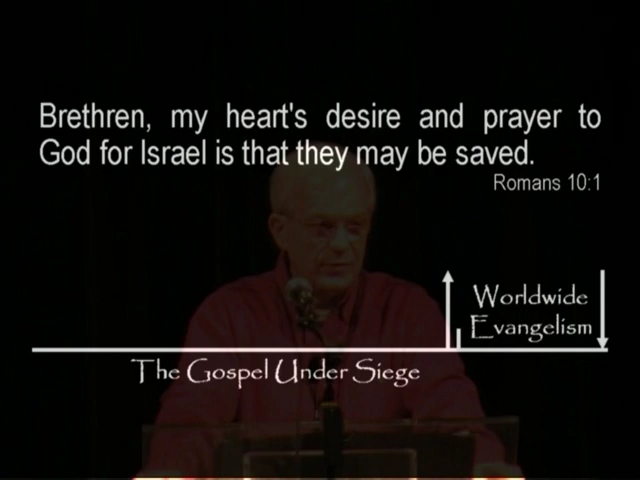 Brethren, my heart's desire and prayer to
God for Israel is that they may be saved.
Romans 10:1
Worldwide
Evangelism
The Gospel Under Siege